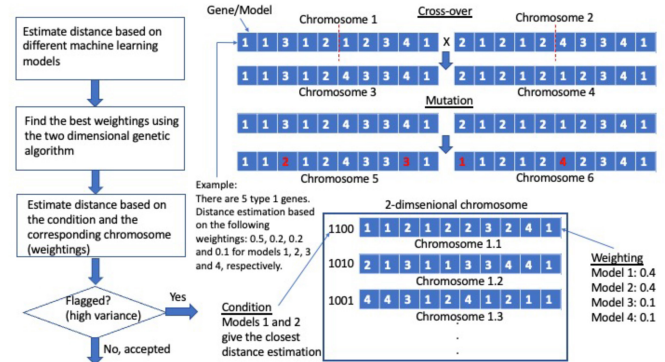 Gene/Model
Chromosome 1
Cross-over
Chromosome 2
1 1 3 1 2 1 2 3 4 1 X 2 1 2 1 2 4 3 3 4 1
1 1 3 1 2 4 3 3 4 1 2 1 2 1 2 1 2 3 4 1
Chromosome 3
Chromosome 4
Mutation
1 1 3 1 2 4 3 3 4 1 2 1 2 1 2 1 2 3 4 1
1 1 2 1 2 4 3 3 3 1 1 1 2 1 2 4 2 3 4 1
Chromosome 5
Chromosome 6
Estimate distance based on
different machine learning
models
Find the best weightings using
the two dimensional genetic
algorithm
Estimate distance based on
the condition and the
corresponding chromosome
(weightings)
Flagged?
(high variance)
Yes
No, accepted
Example:
There are 5 type 1 genes.
Distance estimation based
on the following
weightings: 0.5, 0.2, 0.2
and 0.1 for models 1, 2, 3
and 4, respectively.
Condition
Models 1 and 2
give the closest
distance estimation
2-dimsenional chromosome
1100 1 1 2 1 2 2 3 2 4 1
Chromosome 1.1
1010 2 1 3 1 1 3 3 4 4 1
Chromosome 1.2
1001 4 4 3 1 2 4 1 2 1 1
Chromosome 1.3
Weighting
Model 1: 0.4
Model 2: 0.4
Model 3: 0.1
Model 4: 0.1